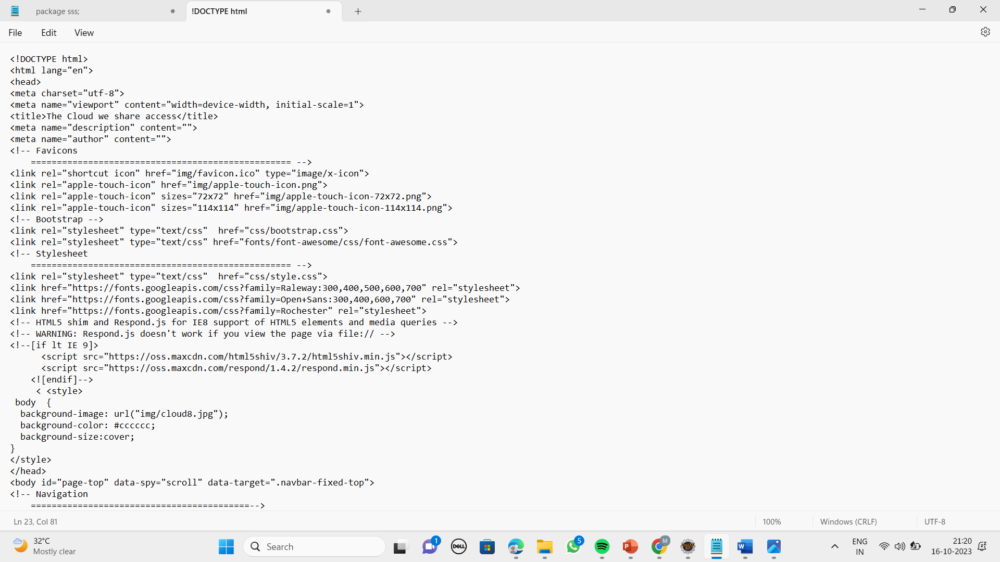 package sss;
!DOCTYPE html
File Edit View
<!DOCTYPE html>
<html lang="en">
<head>
<meta charset="utf-8">
<meta name="viewport" content="width=device-width, initial-scale=1">
<title>The Cloud we share access</title>
<meta name="description" content="">
<meta name="author" content="">
<!-- Favicons
    ================================================== -->
<link rel="shortcut icon" href="img/favicon.ico" type="image/x-icon">
<link rel="apple-touch-icon" href="img/apple-touch-icon.png">
<link rel="apple-touch-icon" sizes="72x72" href="img/apple-touch-icon-72x72.png">
<link rel="apple-touch-icon" sizes="114x114" href="img/apple-touch-icon-114x114.png">
<!-- Bootstrap -->
<link rel="stylesheet" type="text/css"  href="css/bootstrap.css">
<link rel="stylesheet" type="text/css" href="fonts/font-awesome/css/font-awesome.css">
<!-- Stylesheet
    ================================================== -->
<link rel="stylesheet" type="text/css"  href="css/style.css">
<link href="https://fonts.googleapis.com/css?family=Raleway:300,400,500,600,700" rel="stylesheet">
<link href="https://fonts.googleapis.com/css?family=Open+Sans:300,400,600,700" rel="stylesheet">
<link href="https://fonts.googleapis.com/css?family=Rochester" rel="stylesheet">
<!-- HTML5 shim and Respond.js for IE8 support of HTML5 elements and media queries -->
<!-- WARNING: Respond.js doesn't work if you view the page via file:// -->
<!--[if lt IE 9]>
      <script src="https://oss.maxcdn.com/html5shiv/3.7.2/html5shiv.min.js"></script>
      <script src="https://oss.maxcdn.com/respond/1.4.2/respond.min.js"></script>
    <![endif]-->
     < <style>
 body  {
  background-image: url("img/cloud8.jpg");
  background-color: #cccccc;
  background-size:cover;
}
</style>
</head>
<body id="page-top" data-spy="scroll" data-target=".navbar-fixed-top">
<!-- Navigation
    ==========================================-->
Ln 23, Col 81
100%
Windows (CRLF)
UTF-8
32°C
Mostly clear
Search
1
DELL
5
M
JAVA EE
IDE
P
W
ENG
IN
21:20
16-10-2023